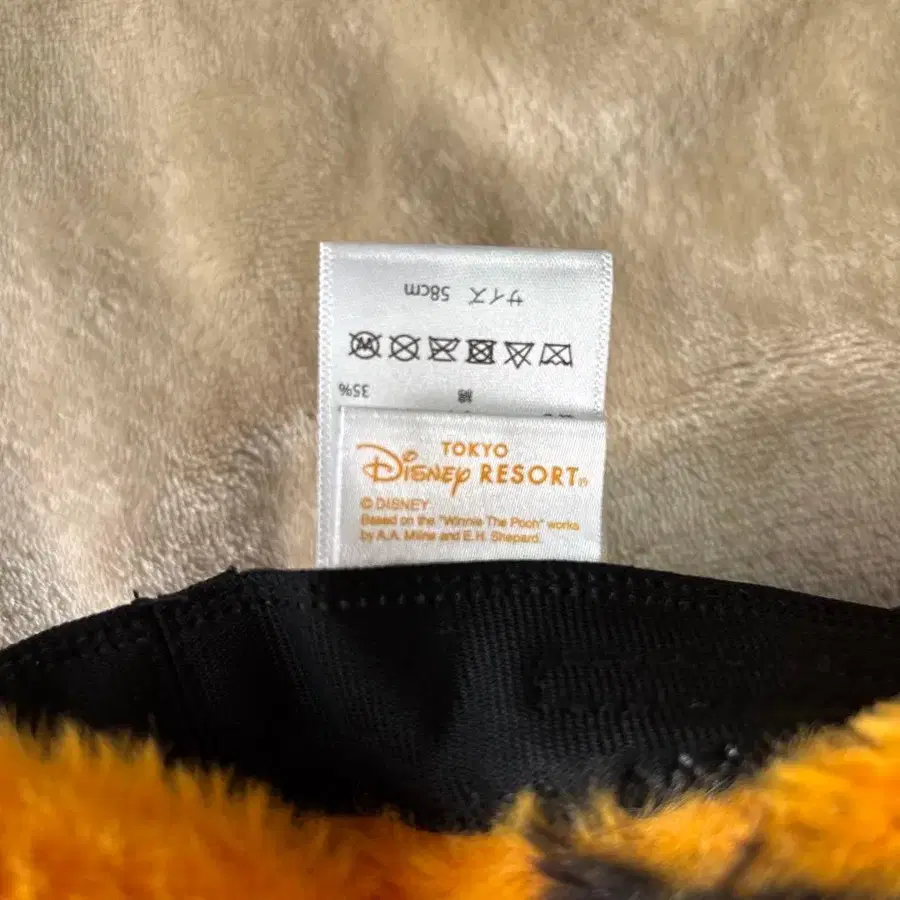 サイズ 58cm
綿 35%
TOKYO
Disney RESORT®
© DISNEY
Based on the "Winnie The Pooh" works
by A.A. Milne and E.H. Shepard.